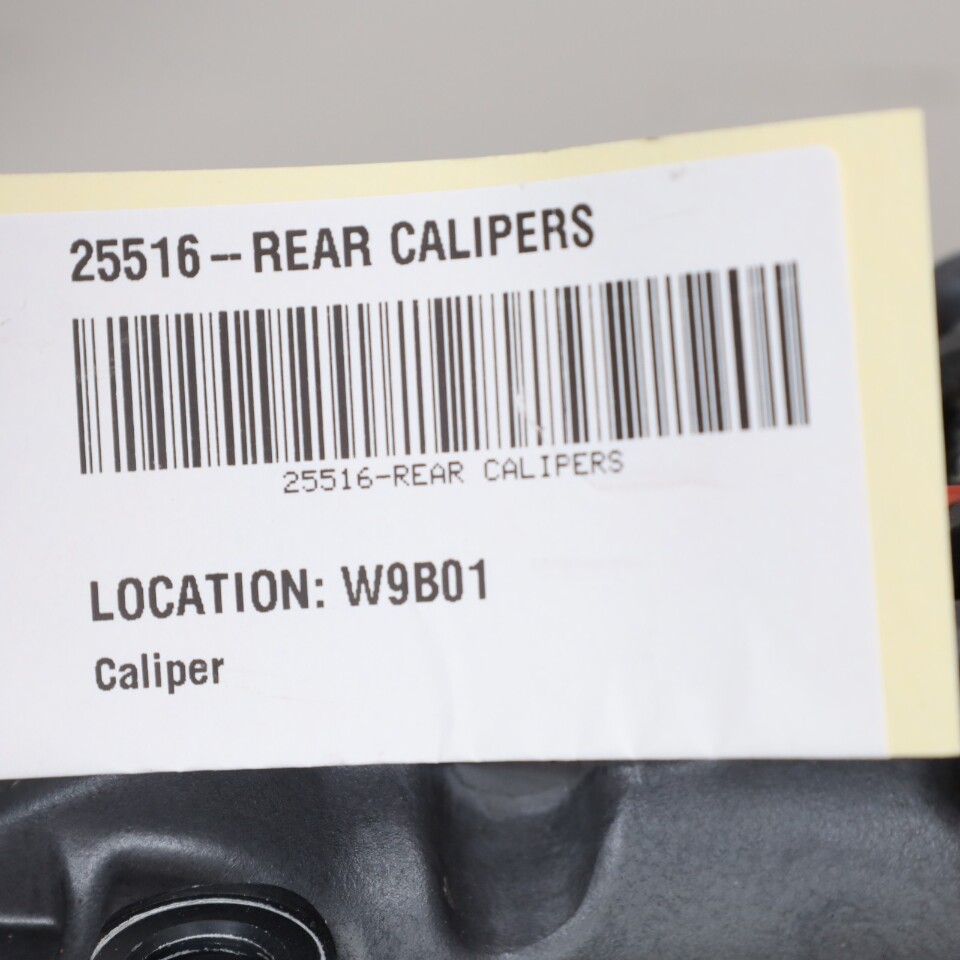 25516--REAR CALIPERS
25516-REAR CALIPERS
LOCATION: W9B01
Caliper